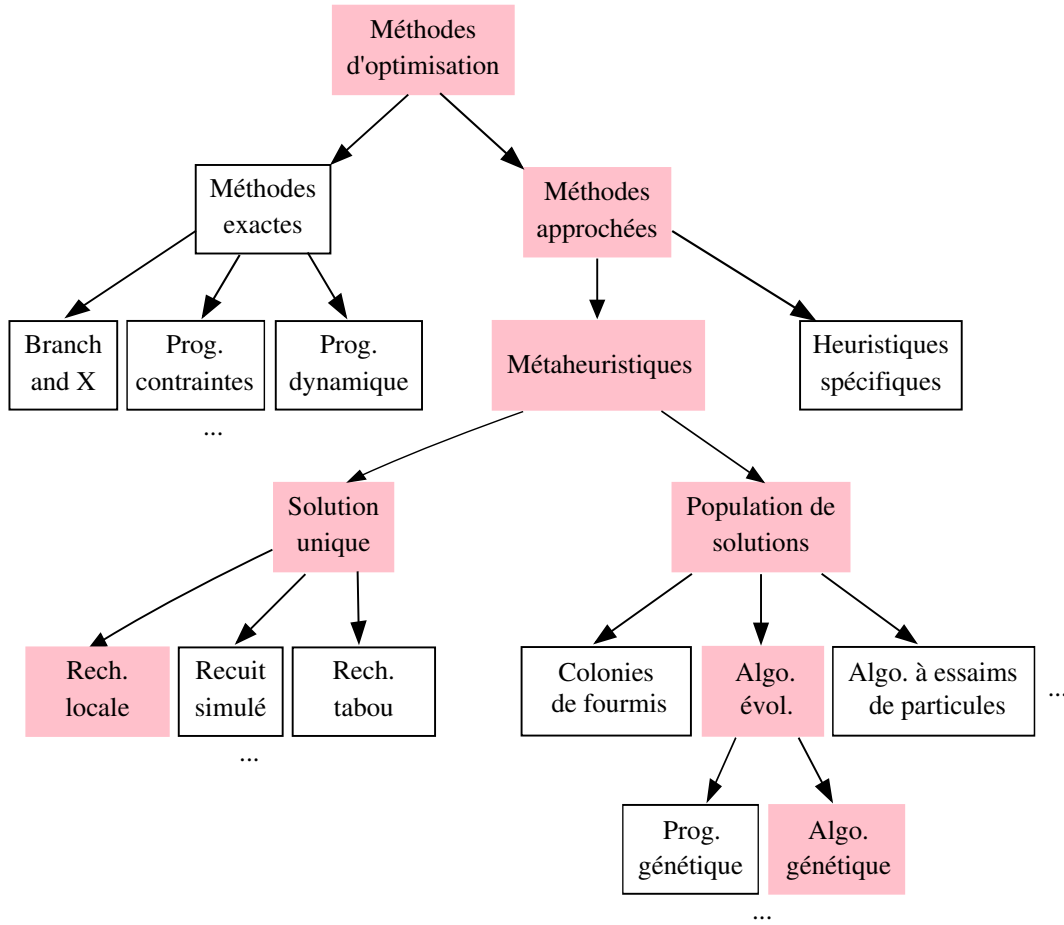 Méthodes
d'optimisation
Méthodes
exactes
Méthodes
approchées
Branch
and X
Prog.
contraintes
Prog.
dynamique
...
Métaheuristiques
Heuristiques
spécifiques
Solution
unique
Population de
solutions
Rech.
locale
Recuit
simulé
Rech.
tabou
...
Colonies
de fourmis
Algo.
évol.
Algo. à essaims
de particules
...
Prog.
génétique
Algo.
génétique
...